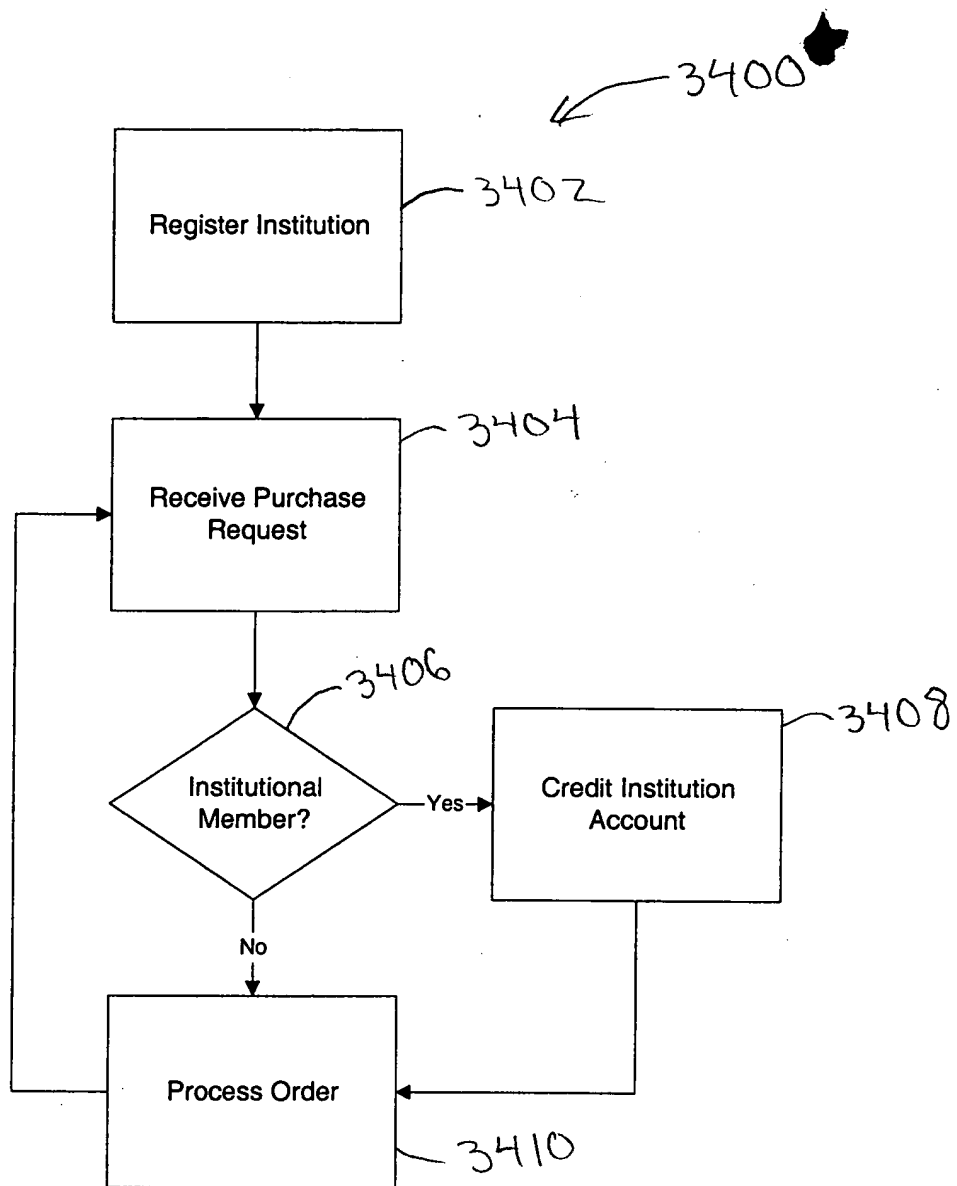 3400
Register Institution
3402
Receive Purchase
Request
3404
Institutional
Member?
3406
Yes
Credit Institution
Account
3408
No
Process Order
3410